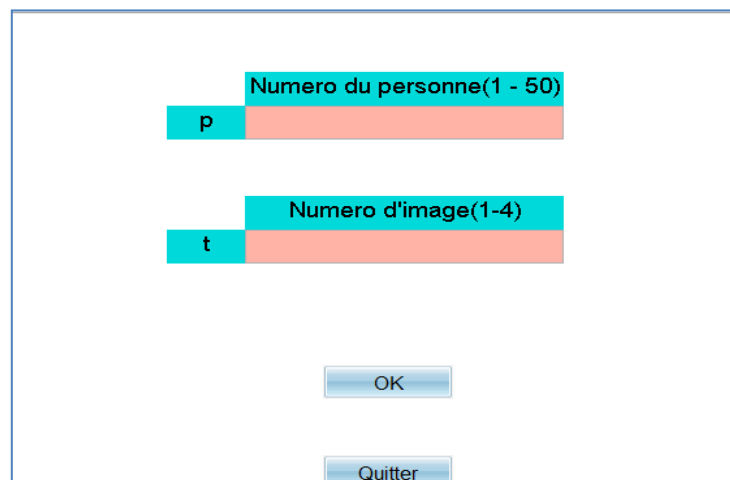 Numero du personne(1 - 50)
p
Numero d'image(1-4)
t
OK
Quitter